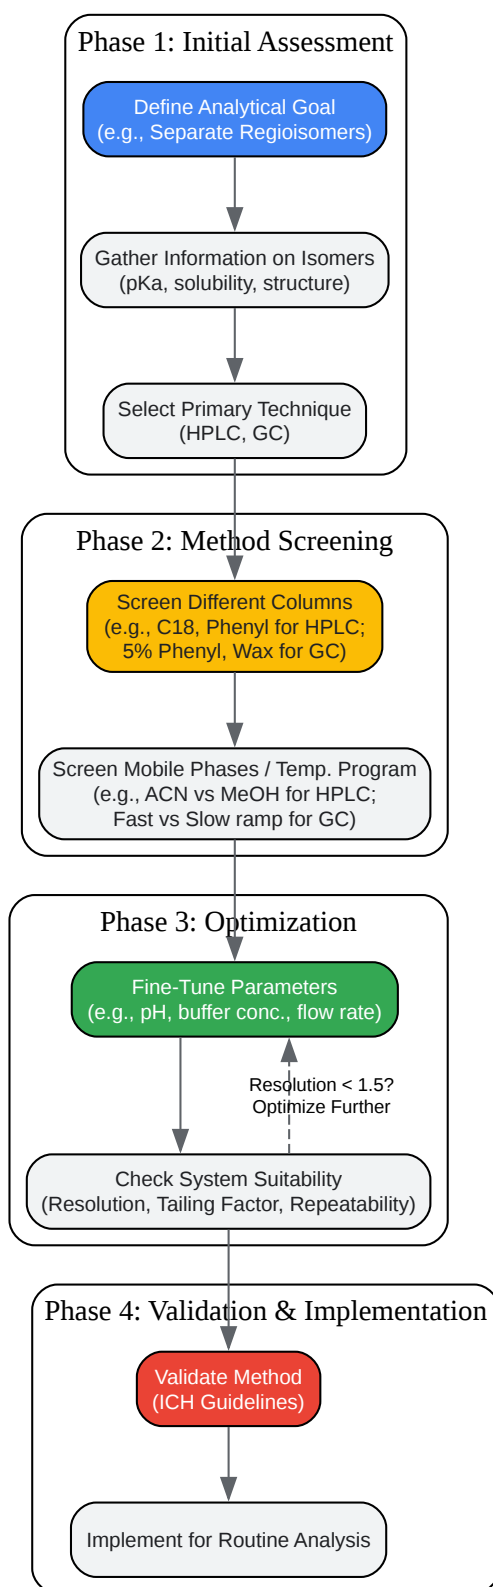 Phase 1: Initial Assessment
Define Analytical Goal
(e.g., Separate Regioisomers)
Gather Information on Isomers
(pKa, solubility, structure)
Select Primary Technique
(HPLC, GC)
Phase 2: Method Screening
Screen Different Columns
(e.g., C18, Phenyl for HPLC;
5% Phenyl, Wax for GC)
Screen Mobile Phases / Temp. Program
(e.g., ACN vs MeOH for HPLC;
Fast vs Slow ramp for GC)
Phase 3: Optimization
Fine-Tune Parameters
(e.g., pH, buffer conc., flow rate)
Resolution < 1.5?
Optimize Further
Check System Suitability
(Resolution, Tailing Factor, Repeatability)
Phase 4: Validation & Implementation
Validate Method
(ICH Guidelines)
Implement for Routine Analysis